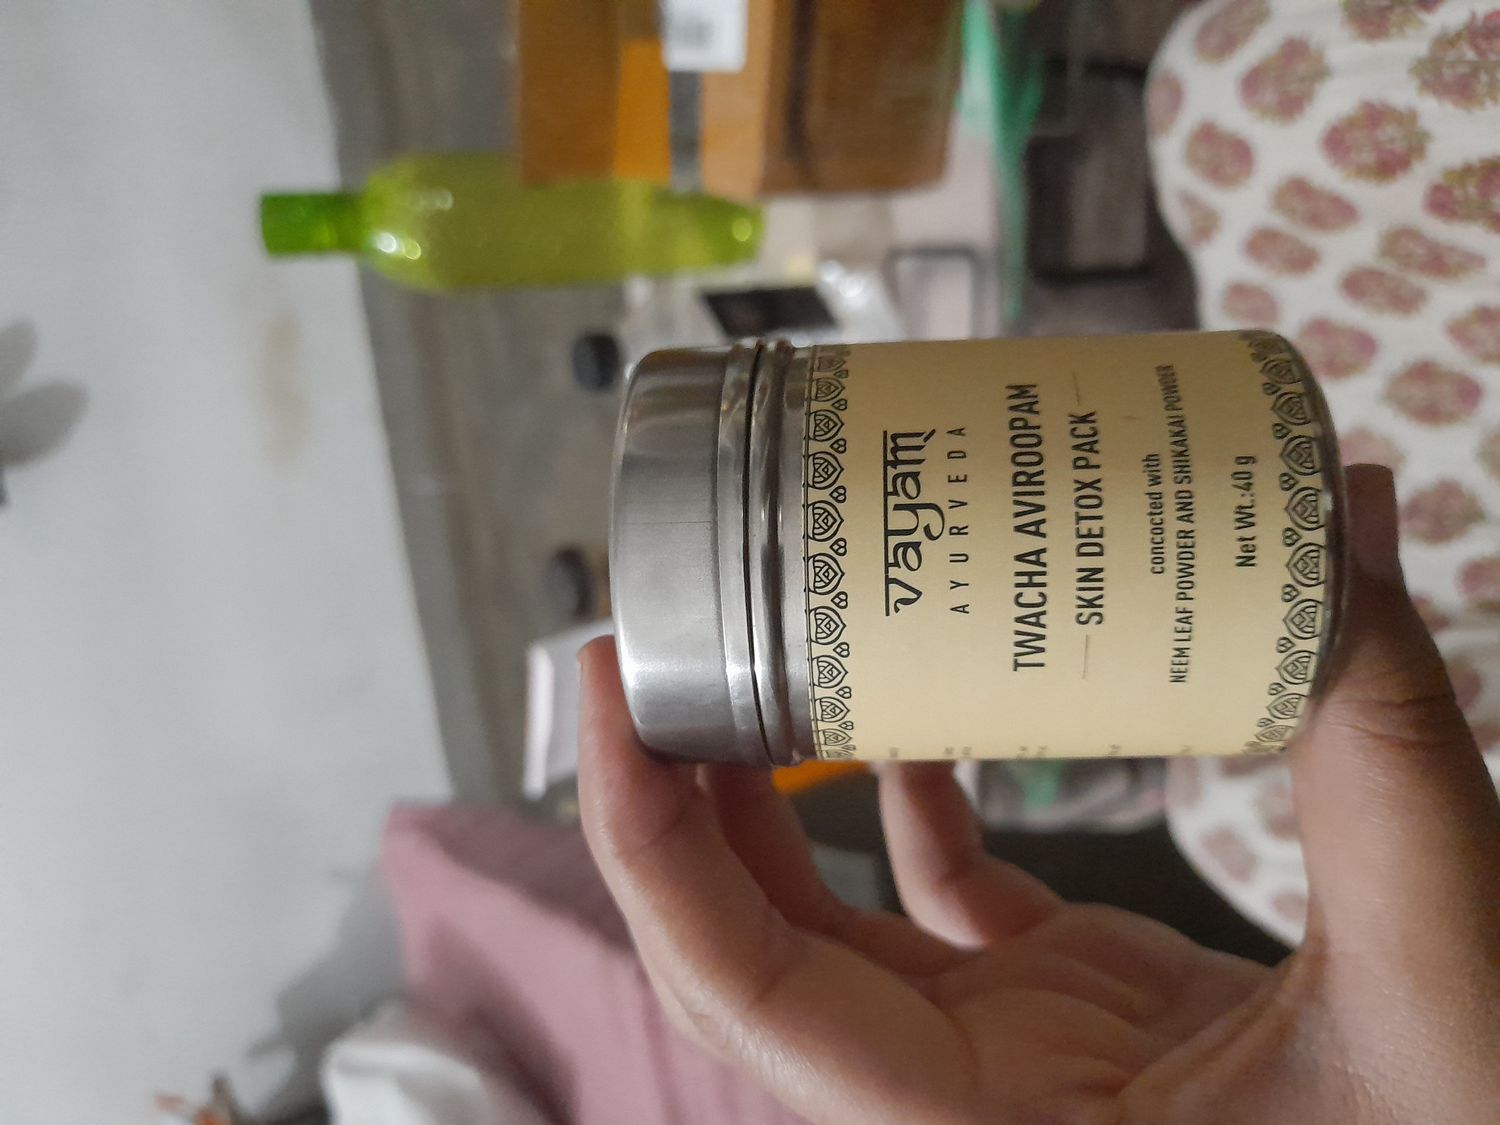 vayam
AYURVEDA
TWACHA AVIROOPAM
SKIN DETOX PACK
concocted with
NEEM LEAF POWDER AND SHIKAKAI POWDER
Net Wt.:40 g